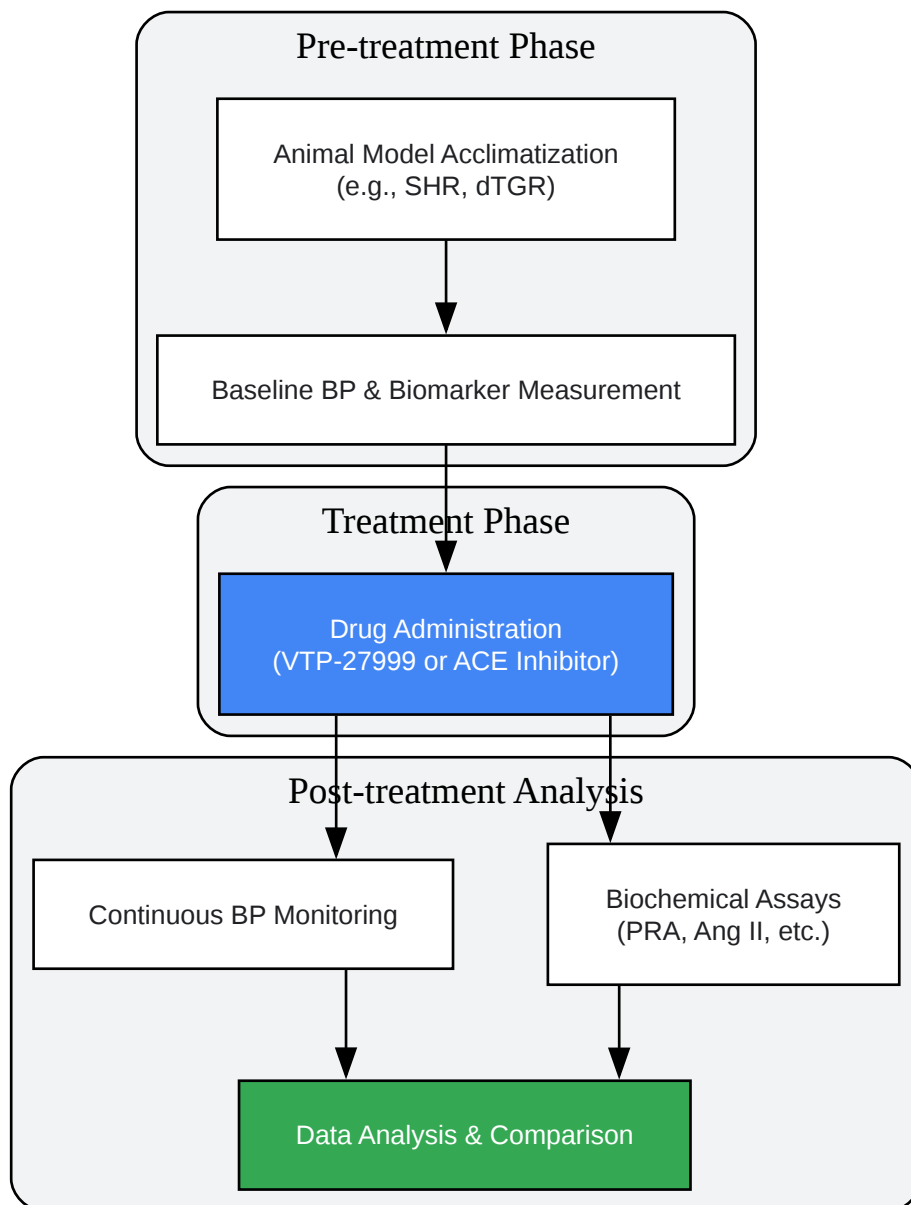 Pre-treatment Phase
Animal Model Acclimatization
(e.g., SHR, dTGR)
Baseline BP & Biomarker Measurement
Treatment Phase
Drug Administration
(VTP-27999 or ACE Inhibitor)
Post-treatment Analysis
Continuous BP Monitoring
Biochemical Assays
(PRA, Ang II, etc.)
Data Analysis & Comparison